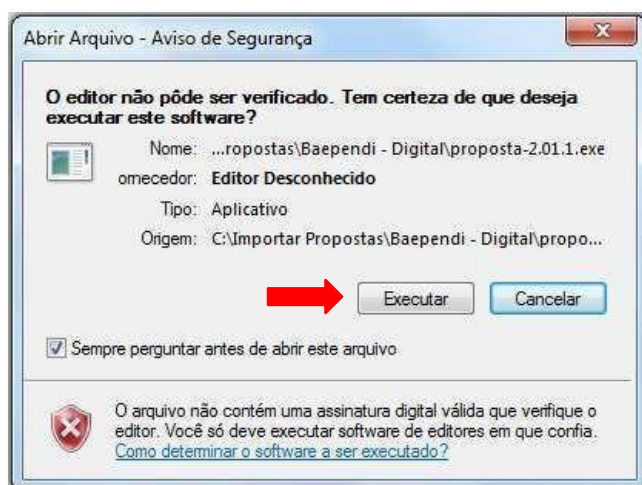 Abrir Arquivo - Aviso de Segurança
O editor não pôde ser verificado. Tem certeza de que deseja
executar este software?
Nome: ...ropostas\Baependi - Digital\proposta-2.01.1.exe
ornecedor: Editor Desconhecido
Tipo: Aplicativo
Origem: C:\Importar Propostas\Baependi - Digital\propo...
Executar Cancelar
Sempre perguntar antes de abrir este arquivo
O arquivo não contém uma assinatura digital válida que verifique o
editor. Você só deve executar software de editores em que confia.
Como determinar o software a ser executado?